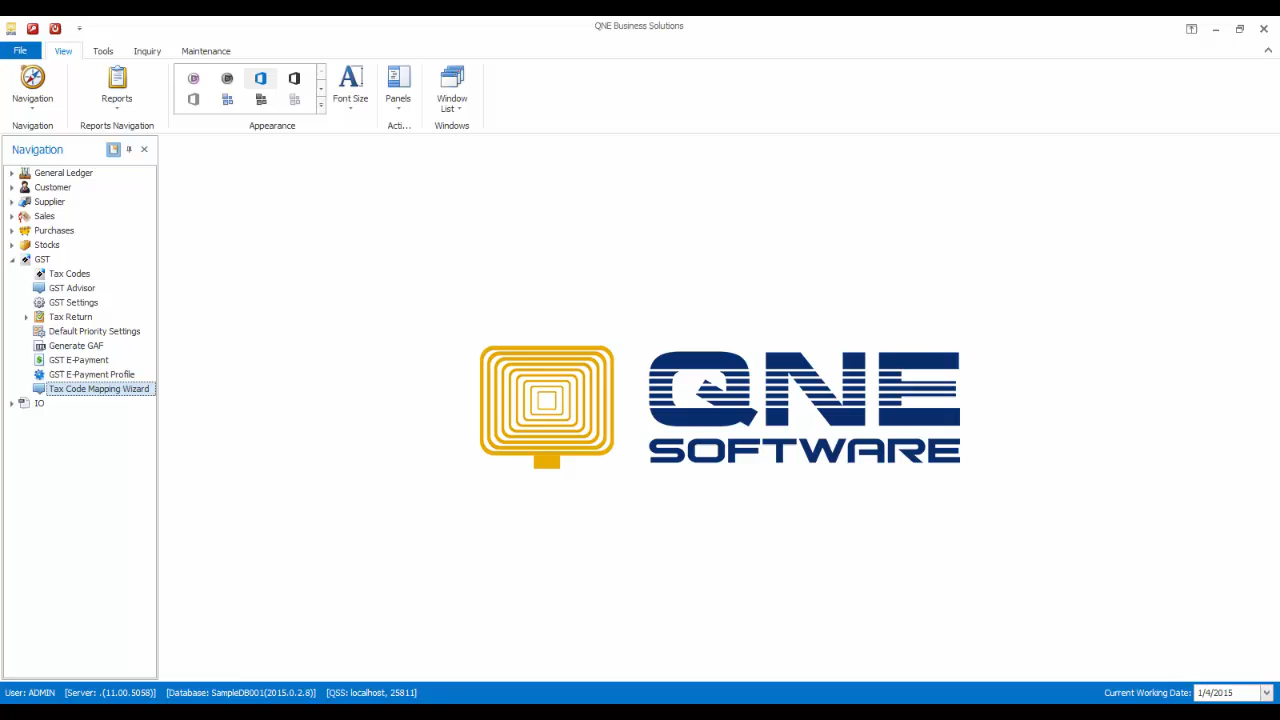 QNE Business Solutions
File View Tools Inquiry Maintenance
Navigation Reports Font Size Panels Window List
Navigation Reports Navigation Appearance Acti... Windows
Navigation
General Ledger
Customer
Supplier
Sales
Purchases
Stocks
GST
Tax Codes
GST Advisor
GST Settings
Tax Return
Default Priority Settings
Generate GAF
GST E-Payment
GST E-Payment Profile
Tax Code Mapping Wizard
IO
QNE
SOFTWARE
User: ADMIN [Server: .(11.00.5058)] [Database: SampleDB001(2015.0.2.8)] [QSS: localhost, 25811] Current Working Date: 1/4/2015